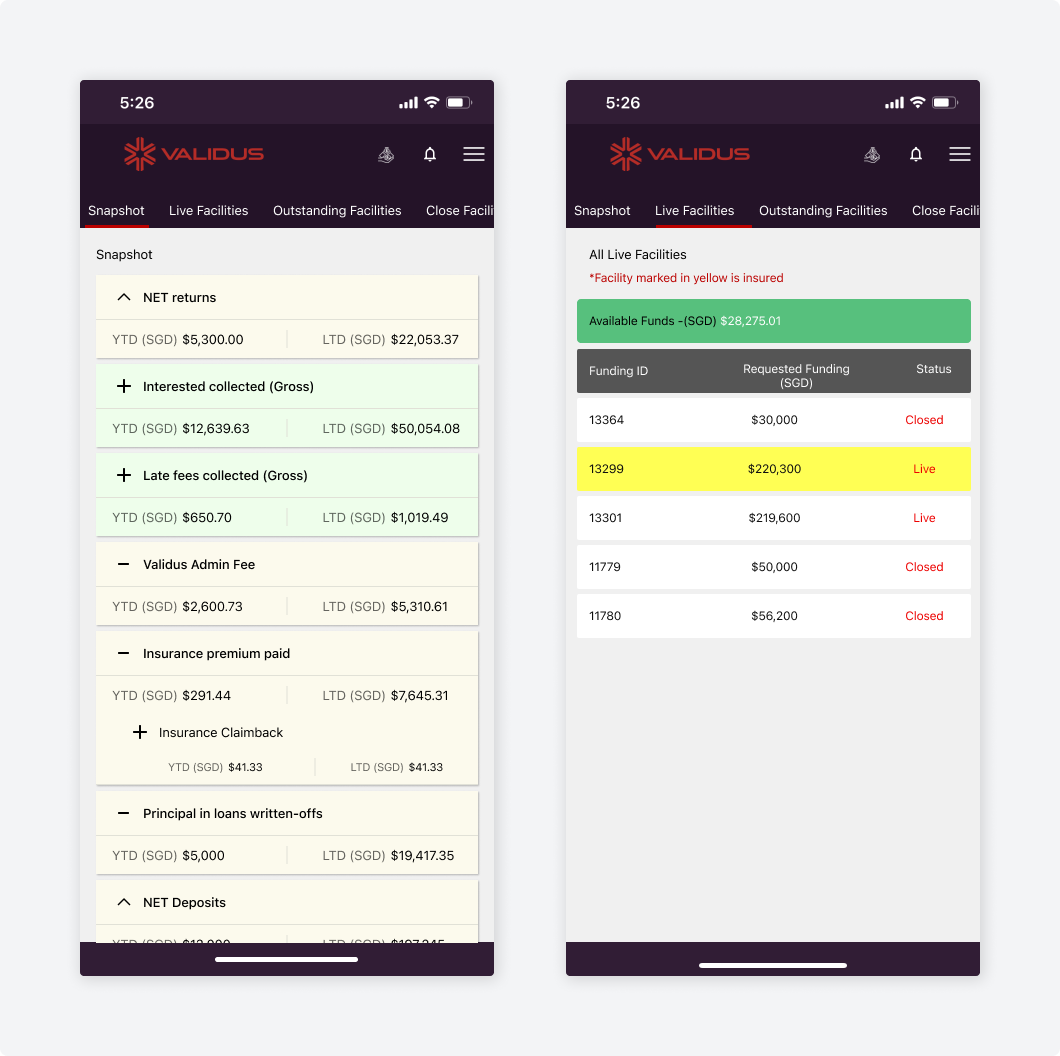 5:26
VALIDUS
Snapshot Live Facilities Outstanding Facilities Close Facili
Snapshot
NET returns
YTD (SGD) $5,300.00 LTD (SGD) $22,053.37
Interested collected (Gross)
YTD (SGD) $12,639.63 LTD (SGD) $50,054.08
Late fees collected (Gross)
YTD (SGD) $650.70 LTD (SGD) $1,019.49
Validus Admin Fee
YTD (SGD) $2,600.73 LTD (SGD) $5,310.61
Insurance premium paid
YTD (SGD) $291.44 LTD (SGD) $7,645.31
Insurance Claimback
YTD (SGD) $41.33 LTD (SGD) $41.33
Principal in loans written-offs
YTD (SGD) $5,000 LTD (SGD) $19,417.35
NET Deposits
YTD (SGD) LTD (SGD)
5:26
VALIDUS
Snapshot Live Facilities Outstanding Facilities Close Facili
All Live Facilities
*Facility marked in yellow is insured
Available Funds -(SGD) $28,275.01
Funding ID Requested Funding Status
(SGD)
13364 $30,000 Closed
13299 $220,300 Live
13301 $219,600 Live
11779 $50,000 Closed
11780 $56,200 Closed